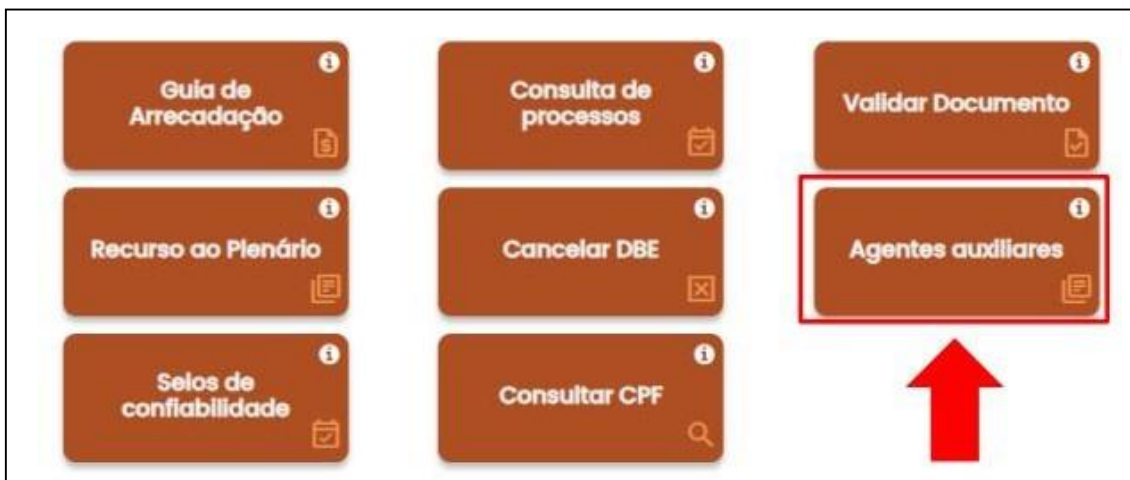 Guia de
Arrecadação
Consulta de
processos
Validar Documento
Recurso ao Plenário
Cancelar DBE
Agentes auxiliares
Selos de
confiabilidade
Consultar CPF